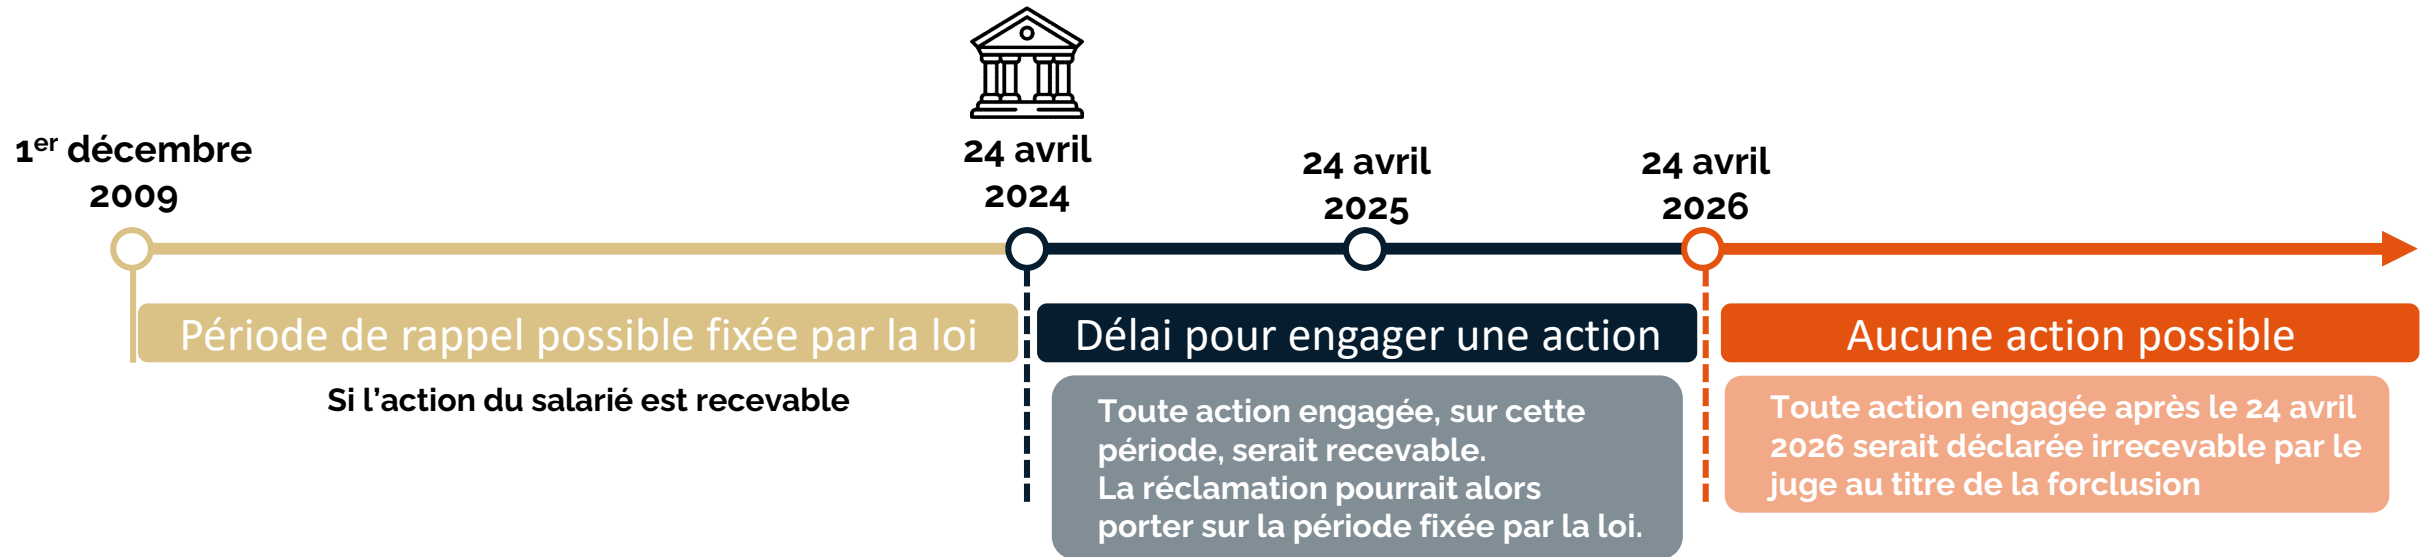 1er décembre
2009
24 avril
2024
24 avril
2025
24 avril
2026
Période de rappel possible fixée par la loi
Délai pour engager une action
Aucune action possible
Si l’action du salarié est recevable
Toute action engagée, sur cette
période, serait recevable.
La réclamation pourrait alors
porter sur la période fixée par la loi.
Toute action engagée après le 24 avril
2026 serait déclarée irrecevable par le
juge au titre de la forclusion